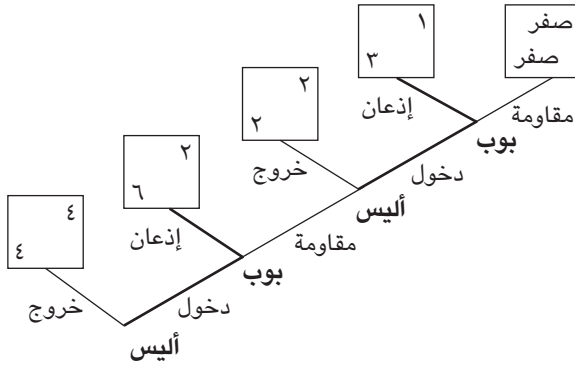 صفر
صفر
١
٣
مقاومة
إذعان
بوب
٢
٢
دخول
خروج
أليس
٢
٦
مقاومة
إذعان
بوب
٤
٤
دخول
خروج
أليس